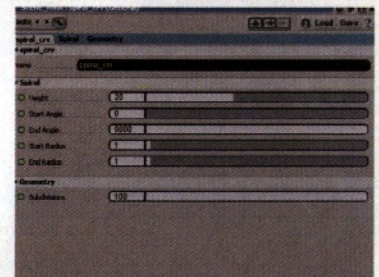 auto
Load Save ?
spiral_crv Spiral Geometry
spiral_crv
name spiral_crv
Spiral
Height 20
Start Angle 0
End Angle 9000
Start Radius 1
End Radius 1
Geometry
Subdivisions 100